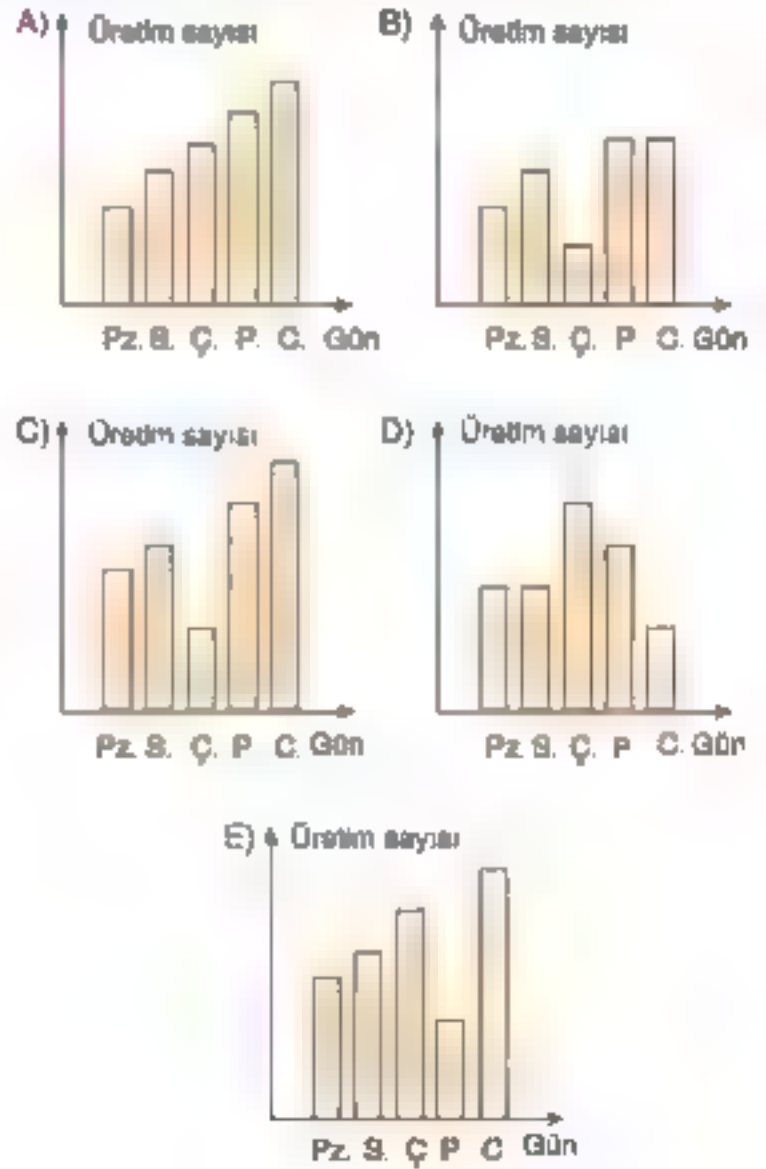 A) Üretim sayısı
Pz. S. Ç. P. C. Gün
B) Üretim sayısı
Pz. S. Ç. P C. Gün
C) Üretim sayısı
Pz. S. Ç. P C. Gün
D) Üretim sayısı
Pz S. Ç. P C. Gün
E) Üretim sayısı
Pz. S. Ç P C Gün